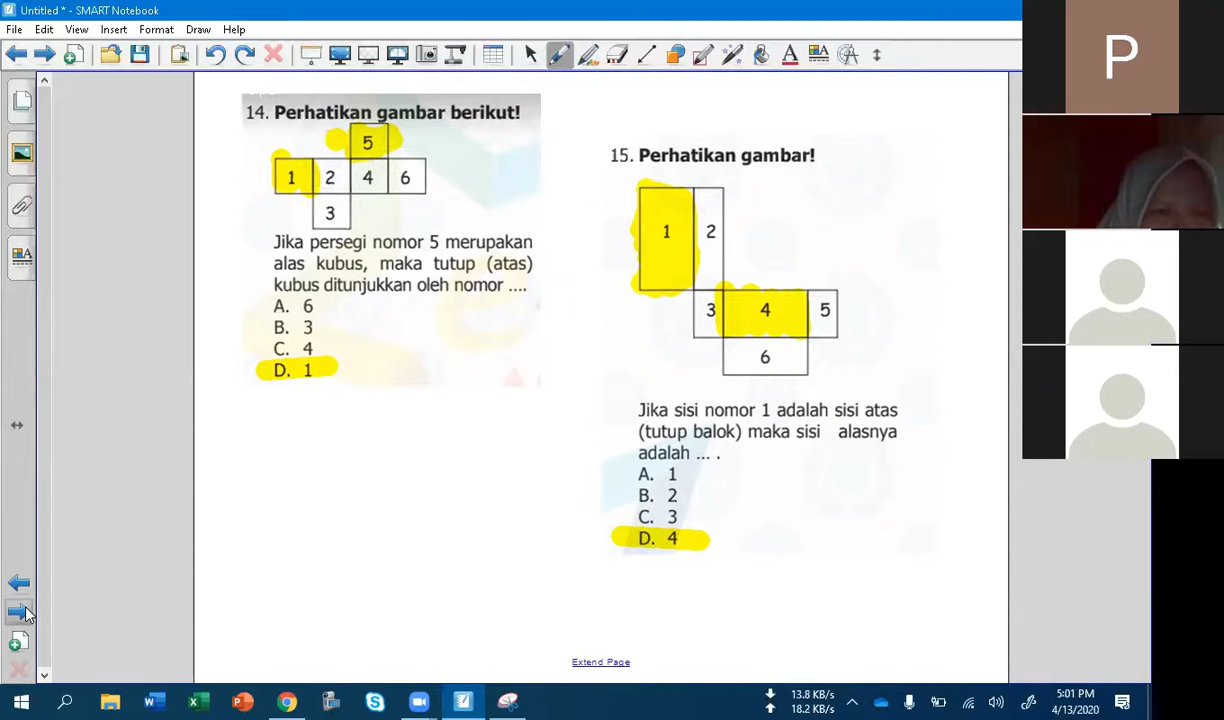 Untitled * - SMART Notebook
File Edit View Insert Format Draw Help
14. Perhatikan gambar berikut!
5
1 2 4 6
3
Jika persegi nomor 5 merupakan
alas kubus, maka tutup (atas)
kubus ditunjukkan oleh nomor ....
A. 6
B. 3
C. 4
D. 1
15. Perhatikan gambar!
1 2
3 4 5
6
Jika sisi nomor 1 adalah sisi atas
(tutup balok) maka sisi alasnya
adalah ... .
A. 1
B. 2
C. 3
D. 4
Extend Page
P
13.8 KB/s
18.2 KB/s
5:01 PM
4/13/2020